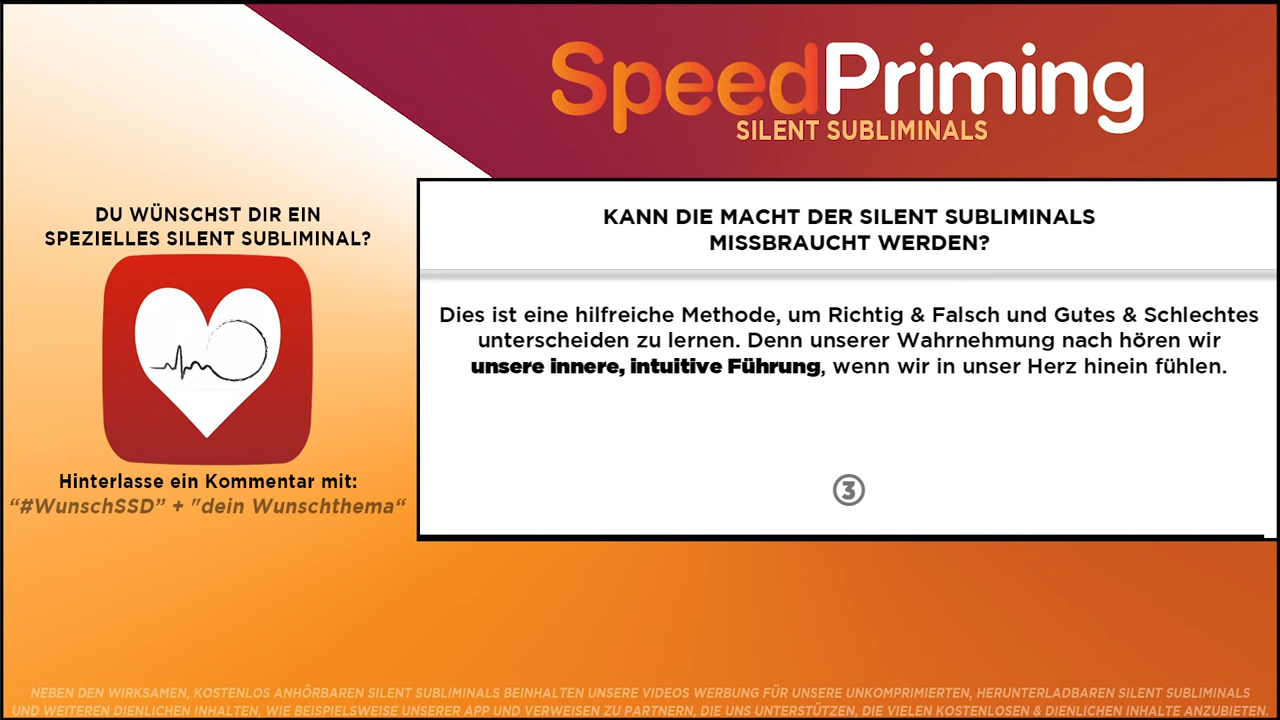 SpeedPriming
SILENT SUBLIMINALS
DU WÜNSCHST DIR EIN
SPEZIELLES SILENT SUBLIMINAL?
Hinterlasse ein Kommentar mit:
“#WunschSSD” + "dein Wunschthema“
KANN DIE MACHT DER SILENT SUBLIMINALS
MISSBRAUCHT WERDEN?
Dies ist eine hilfreiche Methode, um Richtig & Falsch und Gutes & Schlechtes
unterscheiden zu lernen. Denn unserer Wahrnehmung nach hören wir
unsere innere, intuitive Führung, wenn wir in unser Herz hinein fühlen.
③
NEBEN DEN WIRKSAMEN, KOSTENLOS ANHÖRBAREN SILENT SUBLIMINALS BEINHALTEN UNSERE VIDEOS WERBUNG FÜR UNSERE UNKOMPRIMIERTEN, HERUNTERLADBAREN SILENT SUBLIMINALS
UND WEITEREN DIENLICHEN INHALTEN, WIE BEISPIELSWEISE UNSERER APP UND VERWEISEN ZU PARTNERN, DIE UNS UNTERSTÜTZEN, DIE VIELEN KOSTENLOSEN & DIENLICHEN INHALTE ANZUBIETEN.